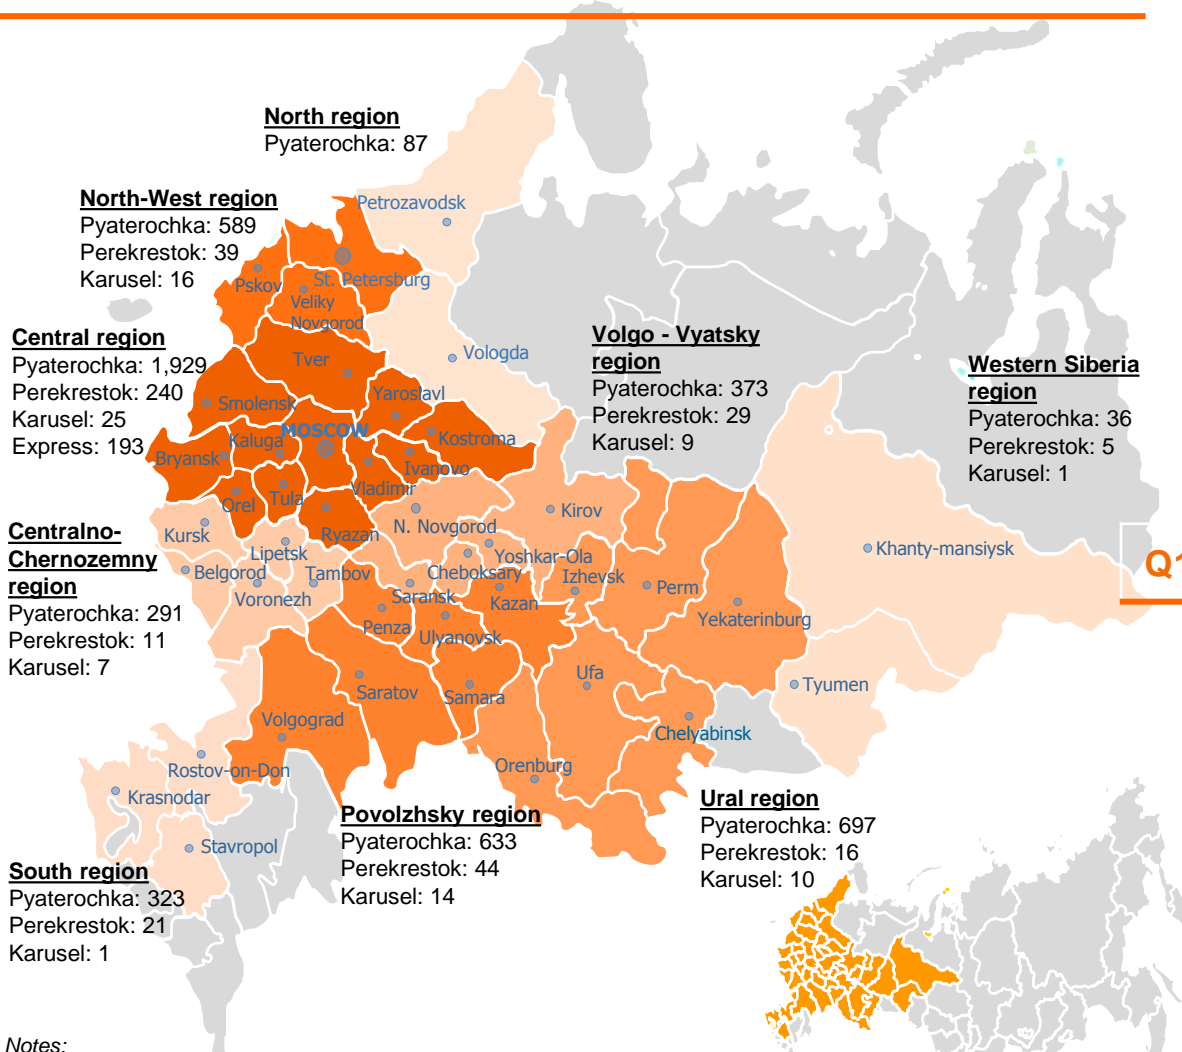 North region
Pyaterochka: 87
North-West region
Pyaterochka: 589
Perekrestok: 39
Karusel: 16
Petrozavodsk
St. Petersburg
Pskov
Veliky
Novgorod
Central region
Pyaterochka: 1,929
Perekrestok: 240
Karusel: 25
Express: 193
Tver
Vologda
Smolensk
Yaroslavl
MOSCOW
Kaluga
Kostroma
Bryansk
Ivanovo
Vladimir
Orel
Tula
Ryazan
Volgo - Vyatsky
region
Pyaterochka: 373
Perekrestok: 29
Karusel: 9
Western Siberia
region
Pyaterochka: 36
Perekrestok: 5
Karusel: 1
Centralno-
Chernozemny
region
Pyaterochka: 291
Perekrestok: 11
Karusel: 7
Kursk
Lipetsk
Belgorod
Tambov
Voronezh
N. Novgorod
Kirov
Yoshkar-Ola
Cheboksary
Izhevsk
Saransk
Kazan
Penza
Ulyanovsk
Perm
Yekaterinburg
Khanty-mansiysk
Q1
Saratov
Samara
Ufa
Tyumen
Volgograd
Chelyabinsk
Orenburg
Rostov-on-Don
Krasnodar
Stavropol
South region
Pyaterochka: 323
Perekrestok: 21
Karusel: 1
Povolzhsky region
Pyaterochka: 633
Perekrestok: 44
Karusel: 14
Ural region
Pyaterochka: 697
Perekrestok: 16
Karusel: 10
Notes: